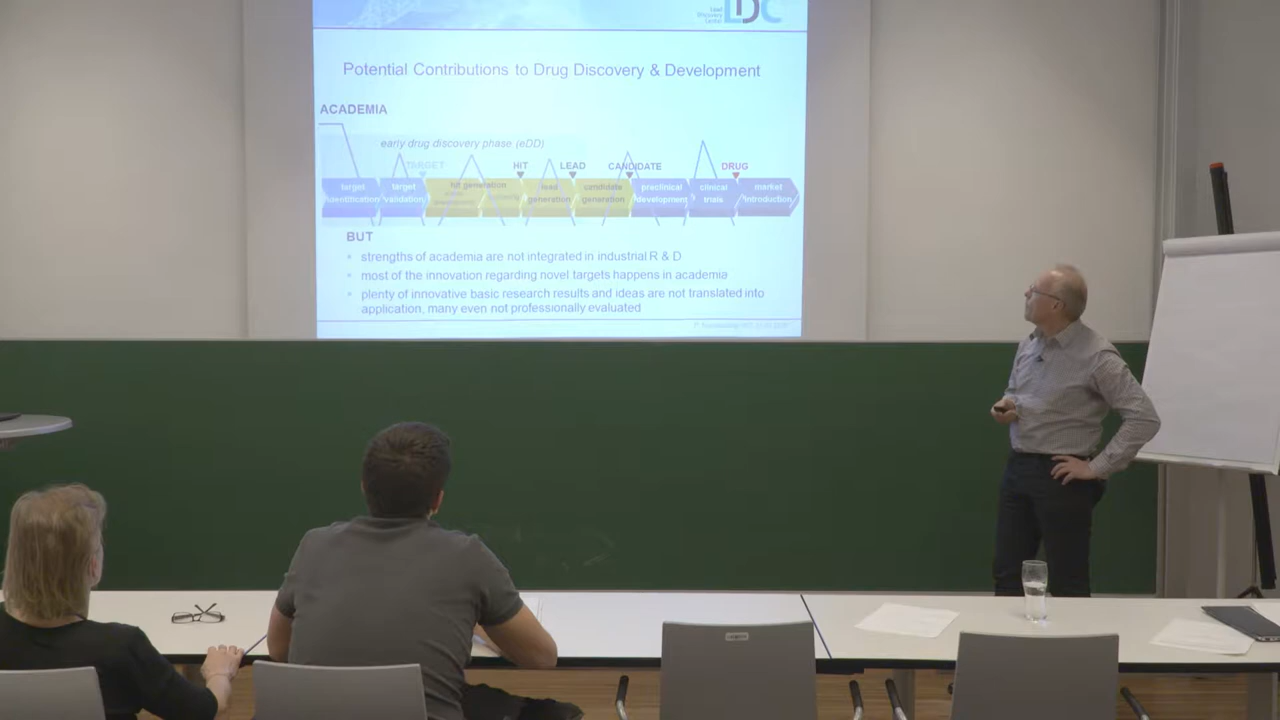 Lead
Discovery
Center
LDC
Potential Contributions to Drug Discovery & Development
ACADEMIA
early drug discovery phase (eDD)
TARGET HIT LEAD CANDIDATE DRUG
target identification
target validation
hit generation
lead generation
candidate generation
preclinical development
clinical trials
market introduction
BUT
strengths of academia are not integrated in industrial R & D
most of the innovation regarding novel targets happens in academia
plenty of innovative basic research results and ideas are not translated into
application, many even not professionally evaluated